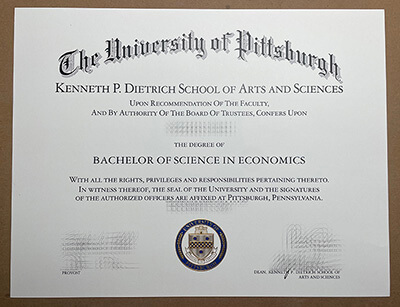 The University of Pittsburgh
KENNETH P. DIETRICH SCHOOL OF ARTS AND SCIENCES
UPON RECOMMENDATION OF THE FACULTY,
AND BY AUTHORITY OF THE BOARD OF TRUSTEES, CONFERS UPON
THE DEGREE OF
BACHELOR OF SCIENCE IN ECONOMICS
WITH ALL THE RIGHTS, PRIVILEGES AND RESPONSIBILITIES PERTAINING THERETO.
IN WITNESS THEREOF, THE SEAL OF THE UNIVERSITY AND THE SIGNATURES
OF THE AUTHORIZED OFFICERS ARE AFFIXED AT PITTSBURGH, PENNSYLVANIA.
PROVOST
DEAN, KENNETH P. DIETRICH SCHOOL OF
ARTS AND SCIENCES